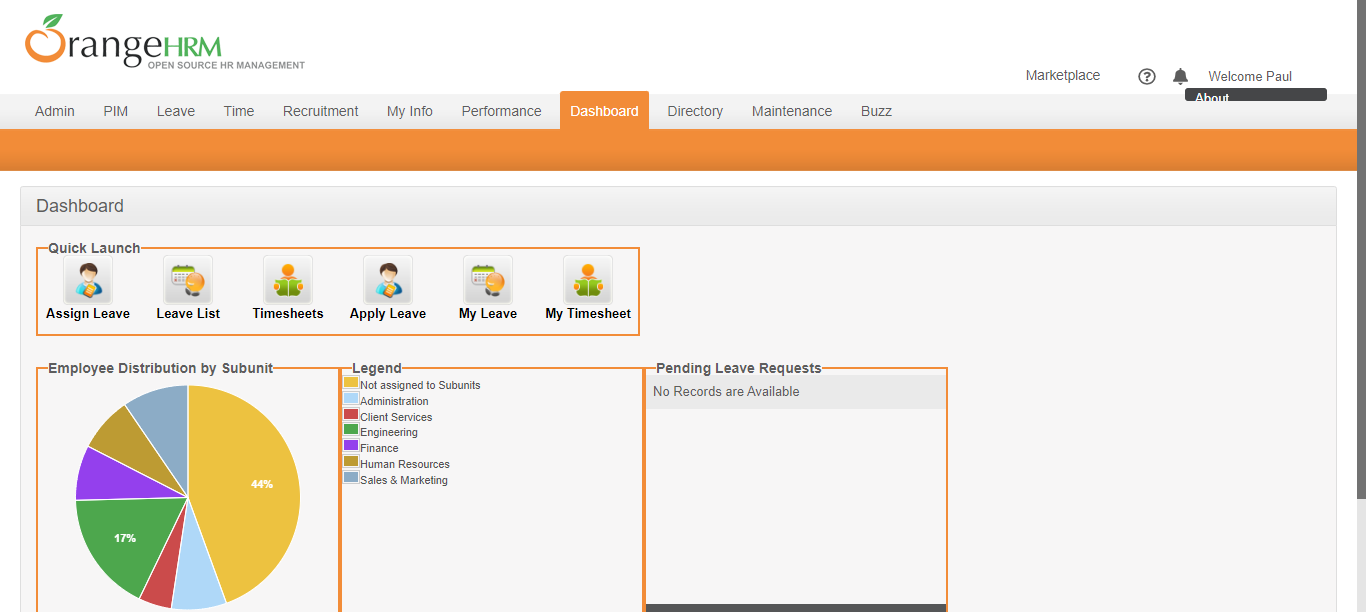 OrangeHRM
OPEN SOURCE HR MANAGEMENT
Marketplace ? Welcome Paul
About
Admin PIM Leave Time Recruitment My Info Performance Dashboard Directory Maintenance Buzz
Dashboard
Quick Launch
Assign Leave Leave List Timesheets Apply Leave My Leave My Timesheet
Employee Distribution by Subunit
44%
17%
Legend
Not assigned to Subunits
Administration
Client Services
Engineering
Finance
Human Resources
Sales & Marketing
Pending Leave Requests
No Records are Available